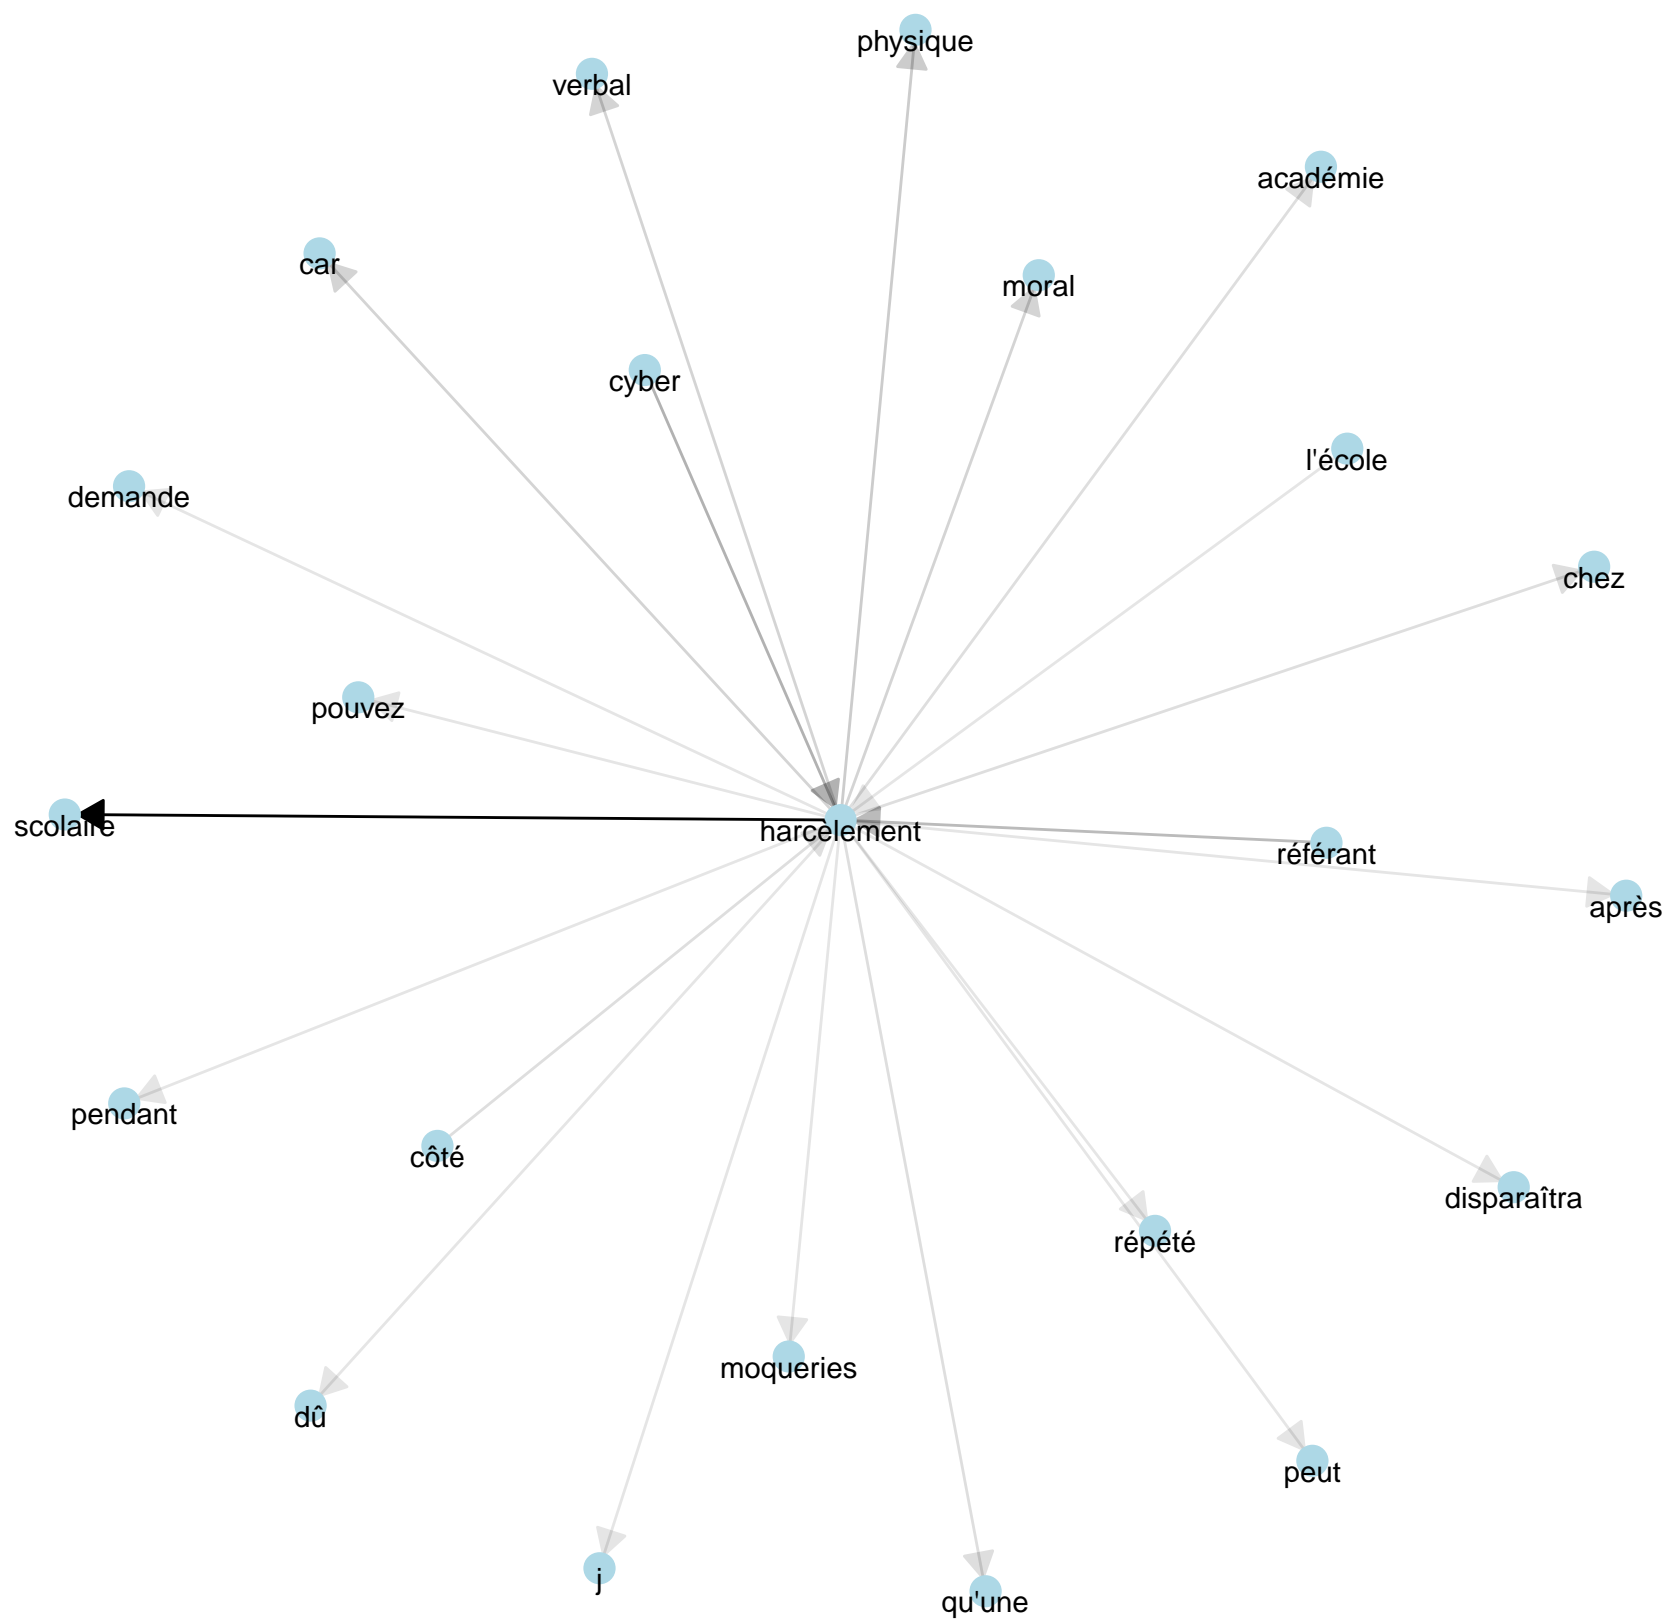 physique
verbal
académie
car
moral
cyber
l'école
demande
chez
pouvez
scolaire
harcèlement
référant
après
pendant
côté
disparaîtra
répété
moqueries
dû
peut
j
qu'une